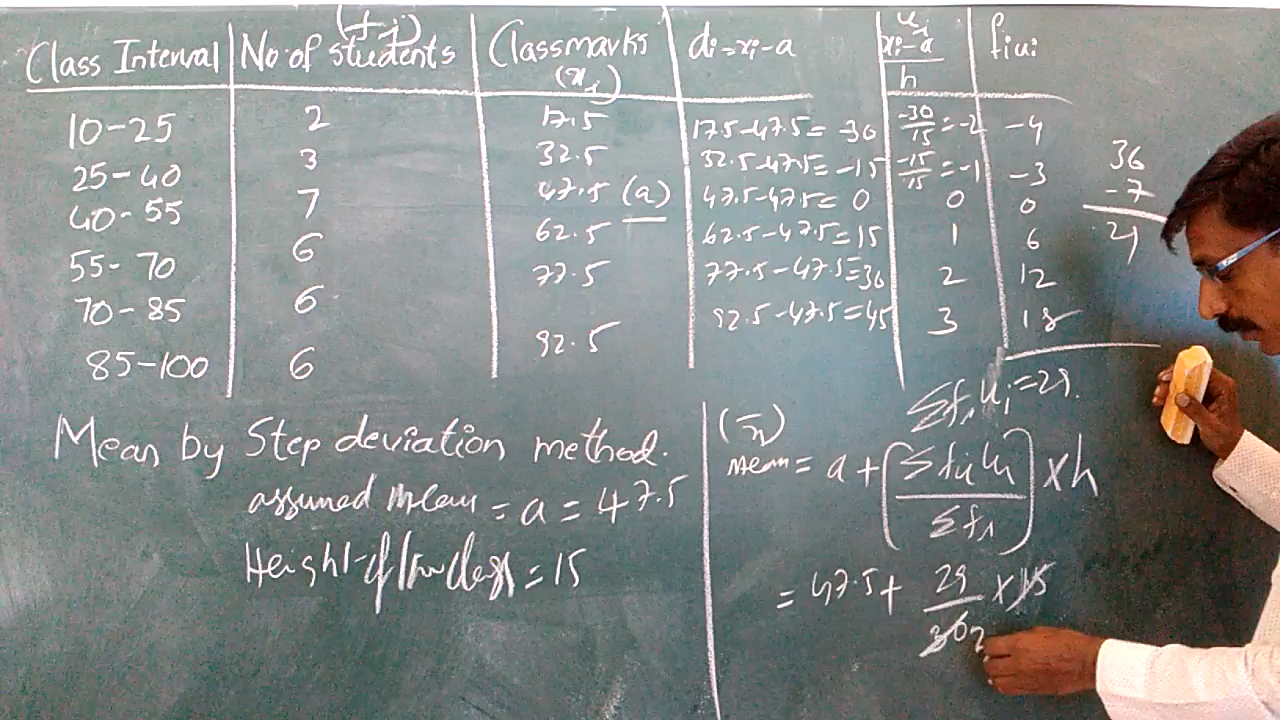 Class Interval No. of students (fi) Classmarks (xi) di = xi - a ui xi - a / h fiui
10-25 2 17.5 17.5-47.5= -30 -30/15 = -2 -4
25-40 3 32.5 32.5-47.5= -15 -15/15 = -1 -3
40-55 7 47.5 (a) 47.5-47.5= 0 0 0
55-70 6 62.5 62.5-47.5=15 1 6
70-85 6 77.5 77.5-47.5=30 2 12
85-100 6 92.5 92.5-47.5=45 3 18
36
-7
29
Σfiui=29
Mean by Step deviation method.
assumed mean = a = 47.5
Height of = 15
(x̄)
mean = a + (Σfiui / Σfi) × h
= 47.5 + 29 / 30 2 × 15